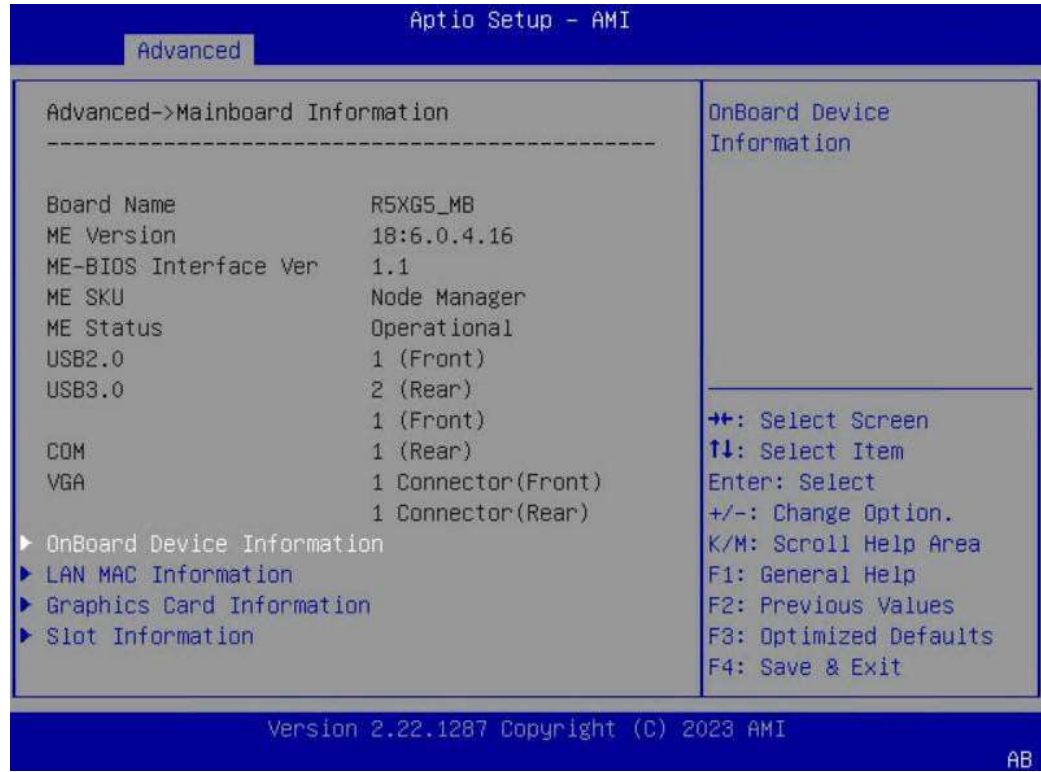 Aptio Setup – AMI
Advanced
Advanced->Mainboard Information
-----------------------------------------------
Board Name R5XG5_MB
ME Version 18:6.0.4.16
ME-BIOS Interface Ver 1.1
ME SKU Node Manager
ME Status Operational
USB2.0 1 (Front)
USB3.0 2 (Rear)
1 (Front)
COM 1 (Rear)
VGA 1 Connector(Front)
1 Connector(Rear)
▶ OnBoard Device Information
▶ LAN MAC Information
▶ Graphics Card Information
▶ Slot Information
OnBoard Device
Information
→←: Select Screen
↑↓: Select Item
Enter: Select
+/-: Change Option.
K/M: Scroll Help Area
F1: General Help
F2: Previous Values
F3: Optimized Defaults
F4: Save & Exit
Version 2.22.1287 Copyright (C) 2023 AMI
AB